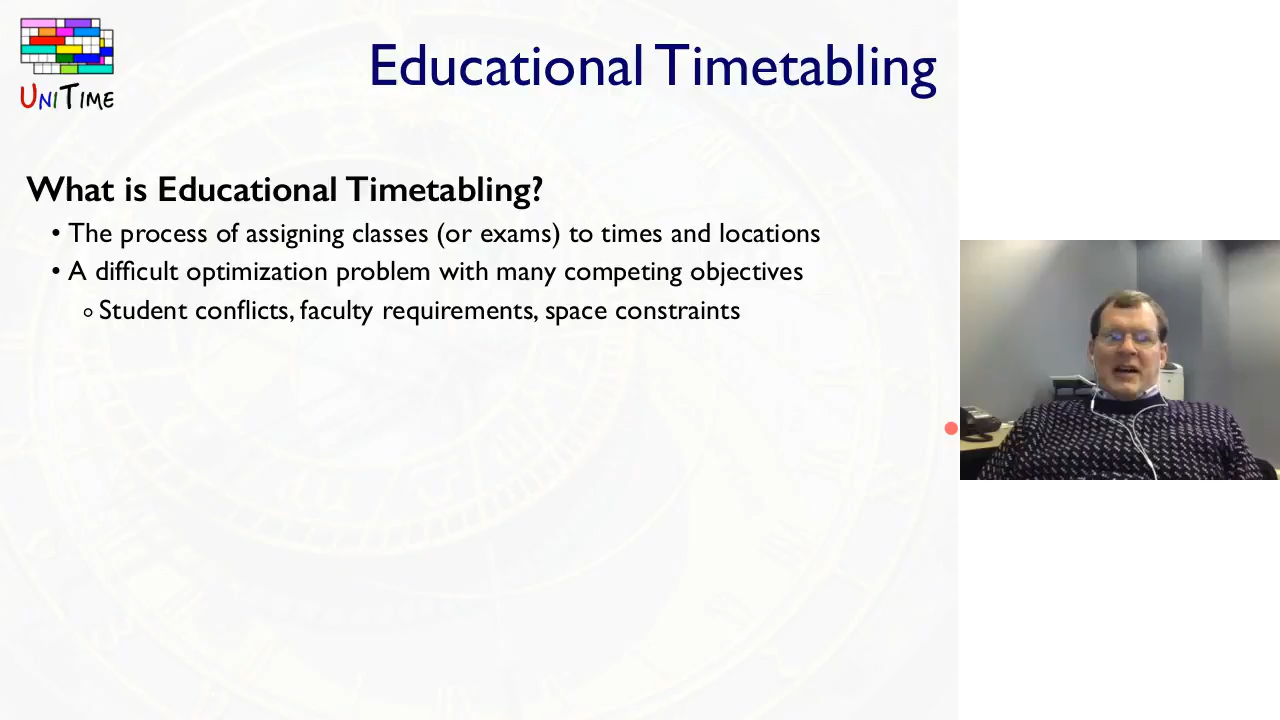 UNITIME
Educational Timetabling
What is Educational Timetabling?
• The process of assigning classes (or exams) to times and locations
• A difficult optimization problem with many competing objectives
○ Student conflicts, faculty requirements, space constraints